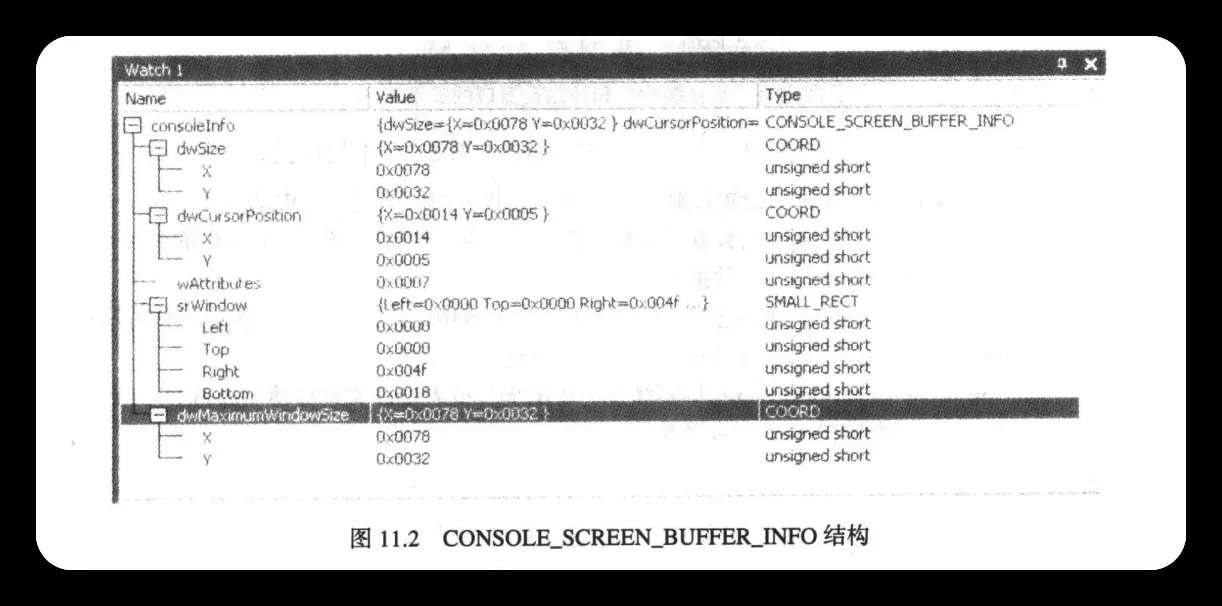 Watch 1
Name Value Type
consoleInfo {dwSize={X=0x0078 Y=0x0032 } dwCursorPosition= CONSOLE_SCREEN_BUFFER_INFO
dwSize {X=0x0078 Y=0x0032 } COORD
X 0x0078 unsigned short
Y 0x0032 unsigned short
dwCursorPosition {X=0x0014 Y=0x0005 } COORD
X 0x0014 unsigned short
Y 0x0005 unsigned short
wAttributes 0x0007 unsigned short
srWindow {Left=0x0000 Top=0x0000 Right=0x004f ...} SMALL_RECT
Left 0x0000 unsigned short
Top 0x0000 unsigned short
Right 0x004f unsigned short
Bottom 0x0018 unsigned short
dwMaximumWindowSize {X=0x0078 Y=0x0032 } COORD
X 0x0078 unsigned short
Y 0x0032 unsigned short
图 11.2 CONSOLE_SCREEN_BUFFER_INFO 结构